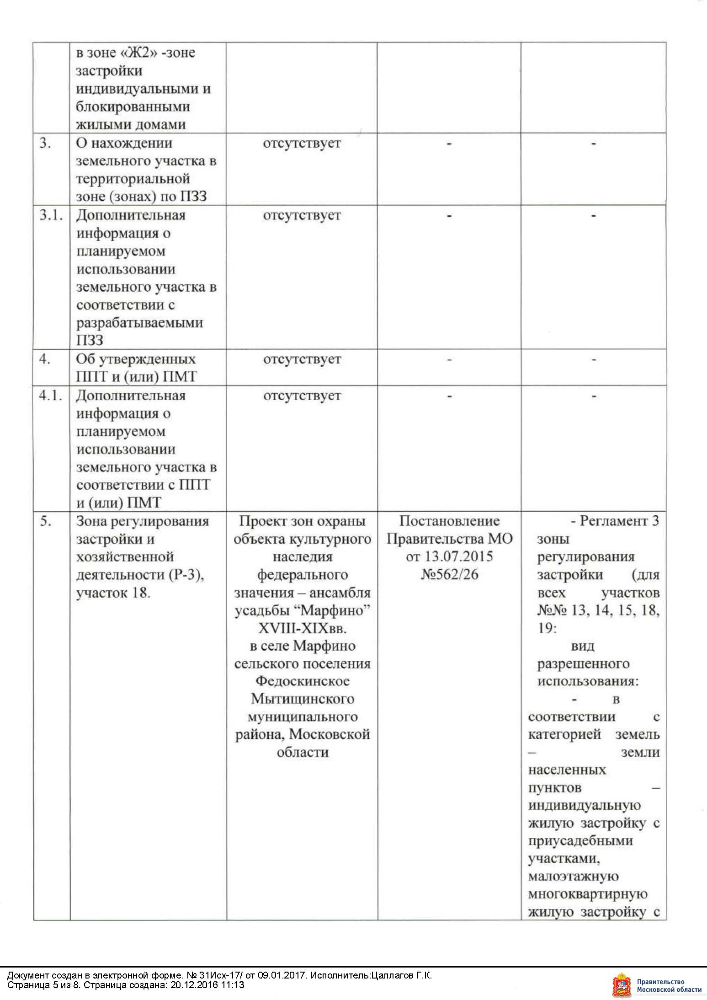 в зоне «Ж2» -зоне
застройки
индивидуальными и
блокированными
жилыми домами
3.
О нахождении
земельного участка в
территориальной
зоне (зонах) по ПЗЗ
отсутствует
-
-
3.1.
Дополнительная
информация о
планируемом
использовании
земельного участка в
соответствии с
разрабатываемыми
ПЗЗ
отсутствует
-
-
4.
Об утвержденных
ППТ и (или) ПМТ
отсутствует
-
-
4.1.
Дополнительная
информация о
планируемом
использовании
земельного участка в
соответствии с ППТ
и (или) ПМТ
отсутствует
-
-
5.
Зона регулирования
застройки и
хозяйственной
деятельности (Р-3),
участок 18.
Проект зон охраны
объекта культурного
наследия
федерального
значения – ансамбля
усадьбы “Марфино”
XVIII-XIXвв.
в селе Марфино
сельского поселения
Федоскинское
Мытищинского
муниципального
района, Московской
области
Постановление
Правительства МО
от 13.07.2015
№562/26
- Регламент 3
зоны
регулирования
застройки (для
всех участков
№№ 13, 14, 15, 18,
19:
вид
разрешенного
использования:
- в
соответствии с
категорией земель
– земли
населенных
пунктов –
индивидуальную
жилую застройку с
приусадебными
участками,
малоэтажную
многоквартирную
жилую застройку с
Документ создан в электронной форме. № 31Исх-17/ от 09.01.2017. Исполнитель:Цаллагов Г.К.
Страница 5 из 8. Страница создана: 20.12.2016 11:13
Правительство
Московской области